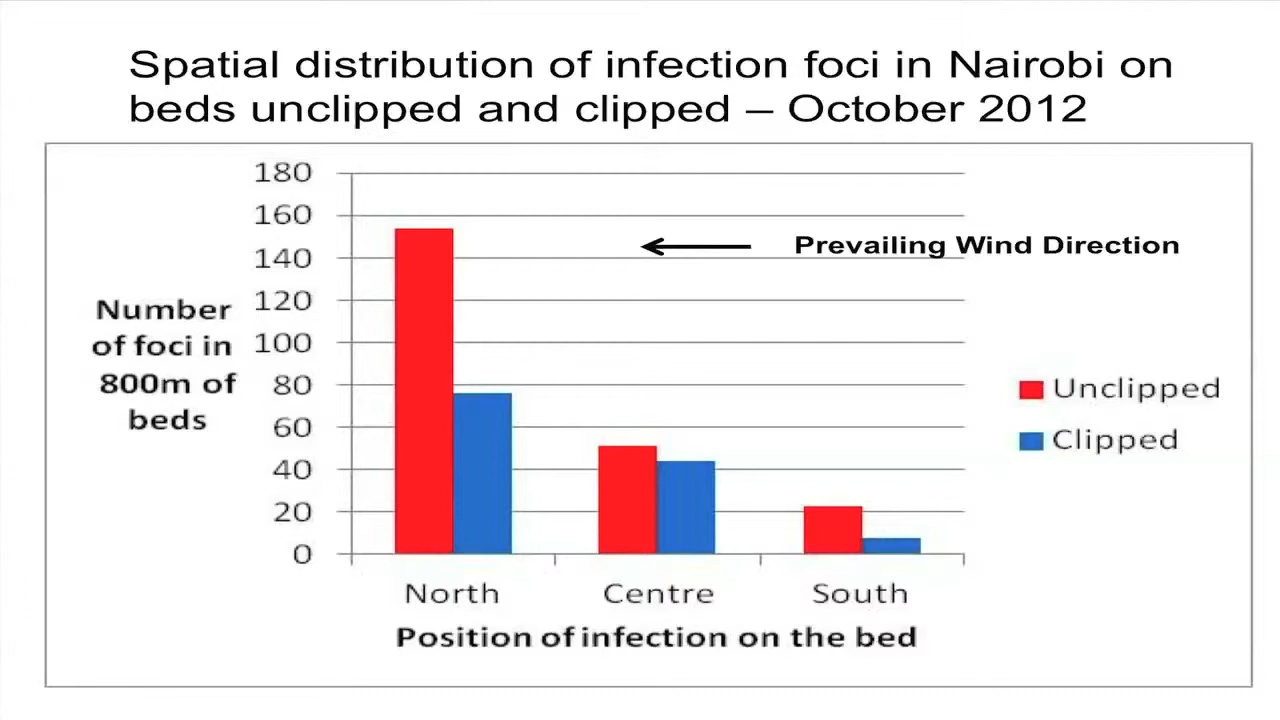 Spatial distribution of infection foci in Nairobi on
beds unclipped and clipped – October 2012
180
160
140
120
100
80
60
40
20
0
Prevailing Wind Direction
Number
of foci in
800m of
beds
Unclipped
Clipped
North Centre South
Position of infection on the bed